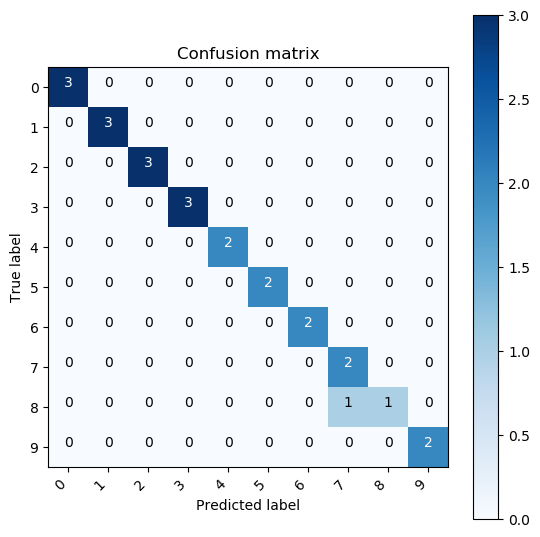 Confusion matrix
0 3 0 0 0 0 0 0 0 0 0
1 0 3 0 0 0 0 0 0 0 0
2 0 0 3 0 0 0 0 0 0 0
3 0 0 0 3 0 0 0 0 0 0
4 0 0 0 0 2 0 0 0 0 0
5 0 0 0 0 0 2 0 0 0 0
6 0 0 0 0 0 0 2 0 0 0
7 0 0 0 0 0 0 0 2 0 0
8 0 0 0 0 0 0 0 1 1 0
9 0 0 0 0 0 0 0 0 0 2
0 1 2 3 4 5 6 7 8 9
True label
Predicted label
3.0
2.5
2.0
1.5
1.0
0.5
0.0